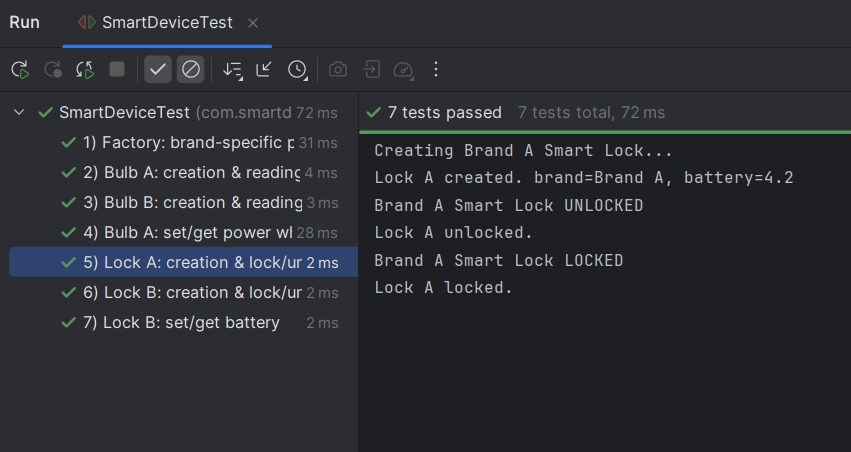 Run SmartDeviceTest
SmartDeviceTest (com.smartd 72 ms
1) Factory: brand-specific p 31 ms
2) Bulb A: creation & reading 4 ms
3) Bulb B: creation & reading 3 ms
4) Bulb A: set/get power wl 28 ms
5) Lock A: creation & lock/ur 2 ms
6) Lock B: creation & lock/ur 2 ms
7) Lock B: set/get battery 2 ms
7 tests passed 7 tests total, 72 ms
Creating Brand A Smart Lock...
Lock A created. brand=Brand A, battery=4.2
Brand A Smart Lock UNLOCKED
Lock A unlocked.
Brand A Smart Lock LOCKED
Lock A locked.